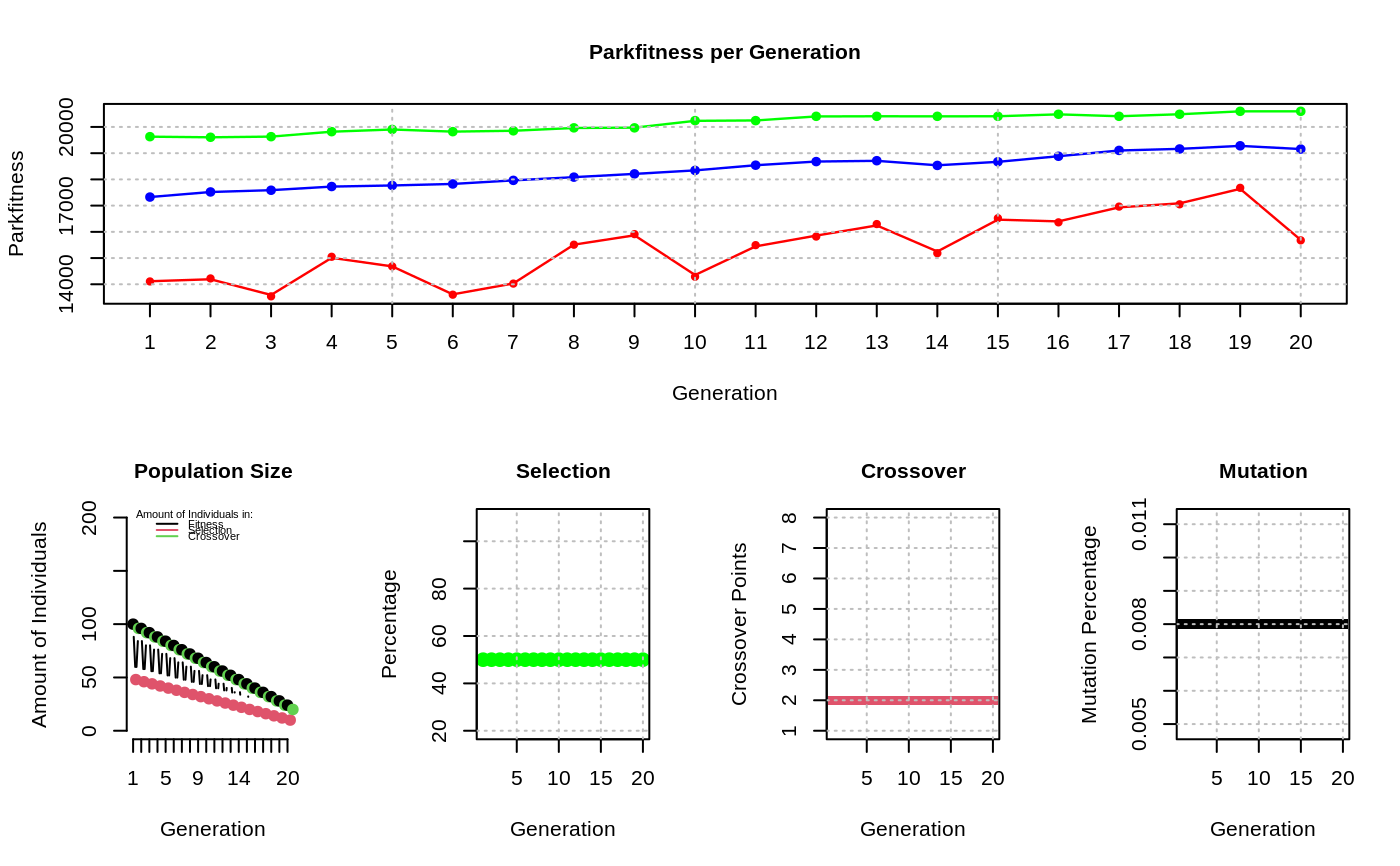 Parkfitness per Generation
Parkfitness
14000 17000 20000
1 2 3 4 5 6 7 8 9 10 11 12 13 14 15 16 17 18 19 20
Generation
Population Size
Amount of Individuals
0 50 100 200
Amount of Individuals in:
Fitness
Selection
Crossover
1 5 9 14 20
Generation
Selection
Percentage
20 40 60 80
5 10 15 20
Generation
Crossover
Crossover Points
1 2 3 4 5 6 7 8
5 10 15 20
Generation
Mutation
Mutation Percentage
0.005 0.008 0.011
5 10 15 20
Generation